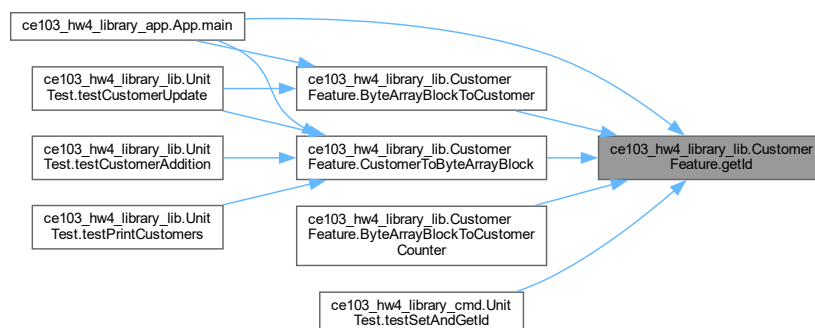 ce103_hw4_library_app.App.main
ce103_hw4_library_lib.Unit
Test.testCustomerUpdate
ce103_hw4_library_lib.Unit
Test.testCustomerAddition
ce103_hw4_library_lib.Unit
Test.testPrintCustomers
ce103_hw4_library_lib.Customer
Feature.ByteArrayBlockToCustomer
ce103_hw4_library_lib.Customer
Feature.CustomerToByteArrayBlock
ce103_hw4_library_lib.Customer
Feature.ByteArrayBlockToCustomer
Counter
ce103_hw4_library_cmd.Unit
Test.testSetAndGetId
ce103_hw4_library_lib.Customer
Feature.getId